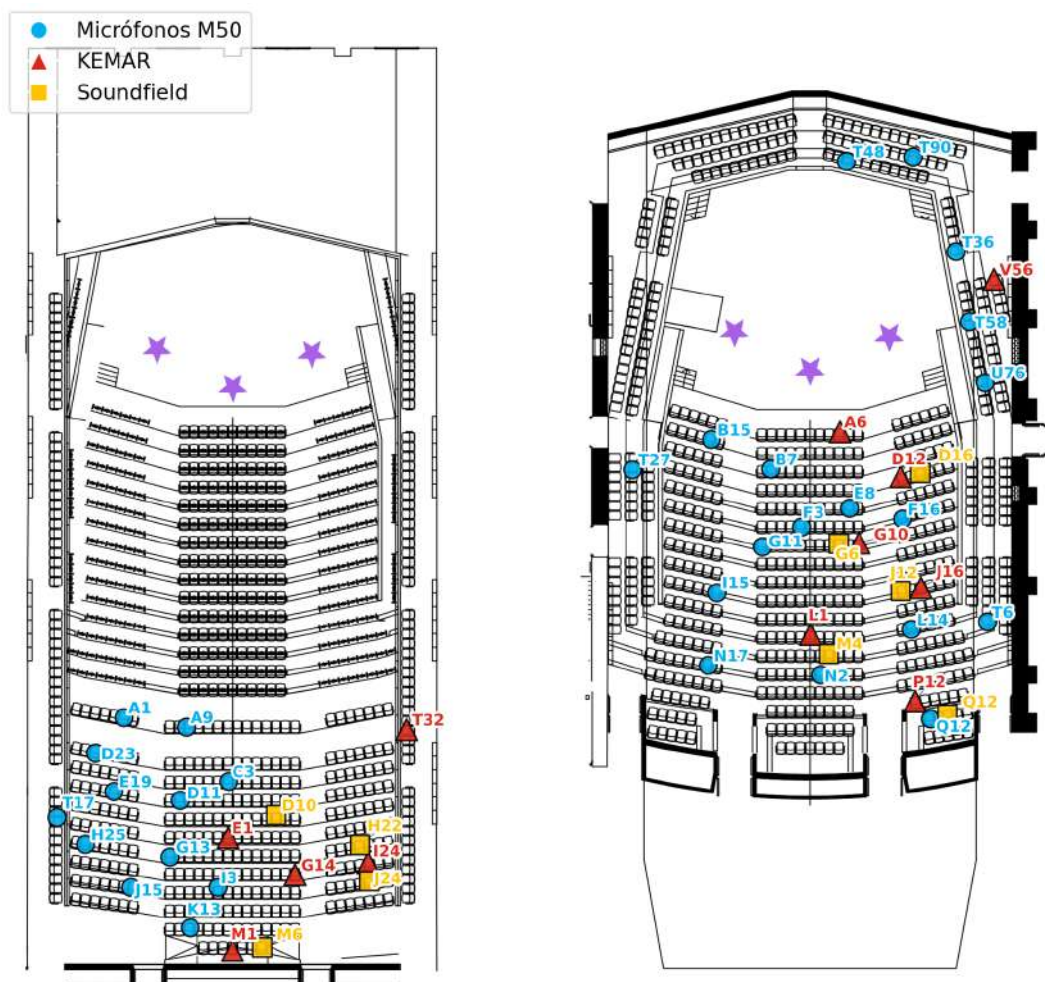 Micrófonos M50
KEMAR
Soundfield
A1
A9
T32
D23
C3
E19
D11
T17
D10
E1
H25
G13
H22
I24
G14
J24
J15
J3
K13
M1
M6
T48
T90
T36
V56
T58
U76
A6
B15
T27
B7
D12
D16
E8
F3
F16
G11
G6
G10
I15
J12
J16
L1
L14
T6
M4
N17
N2
P12
Q12
Q12